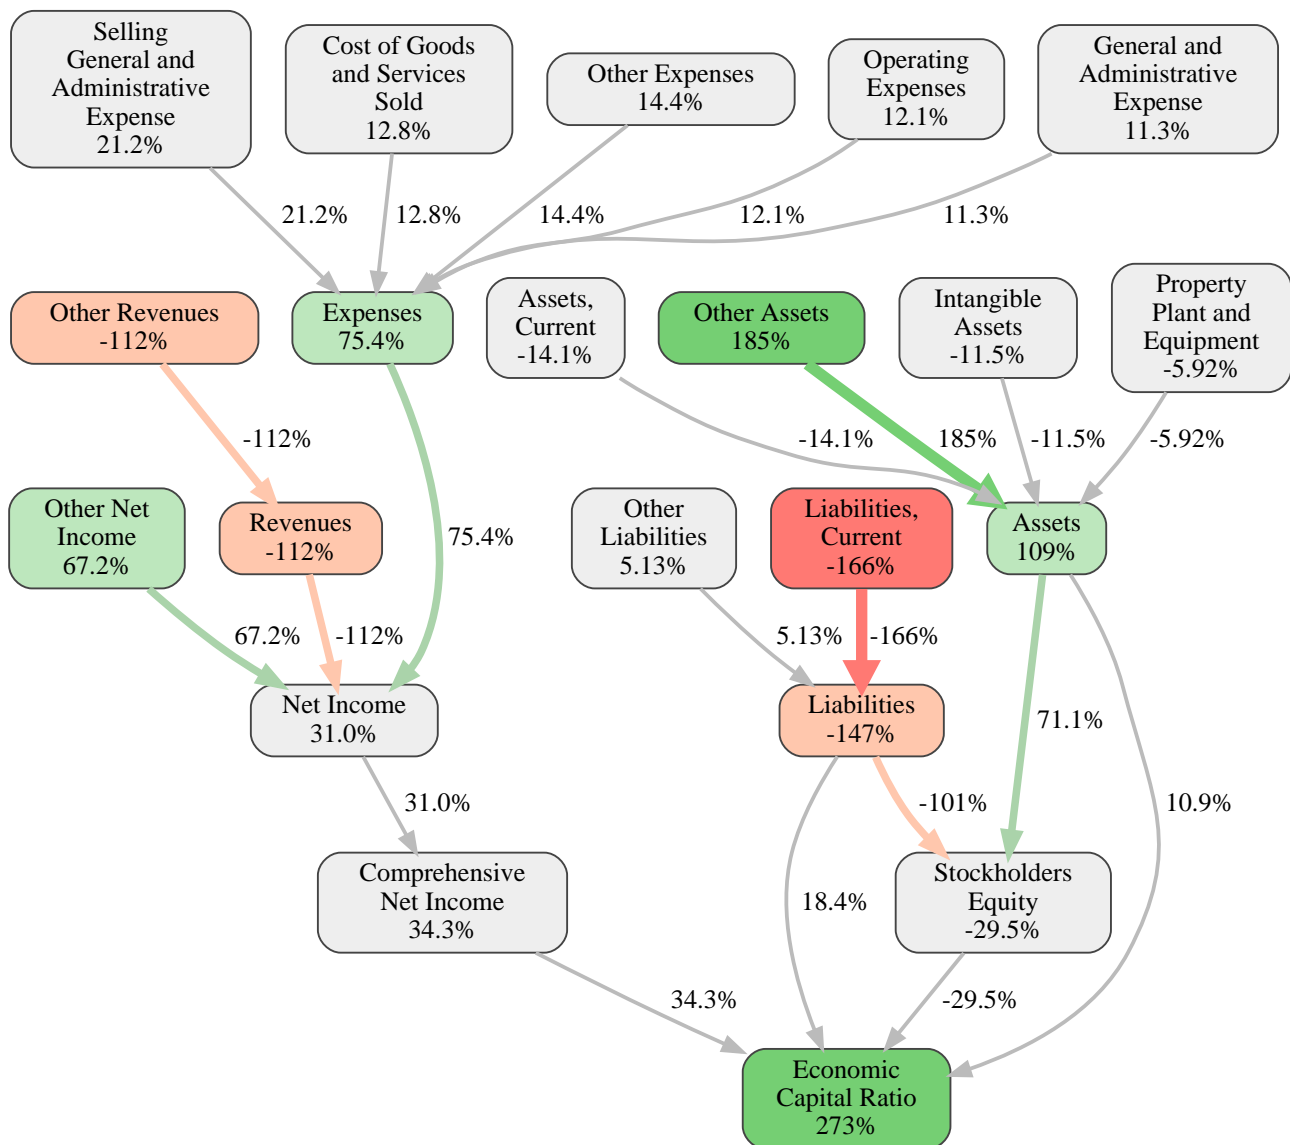 Selling
General and
Administrative
Expense
21.2%
Cost of Goods
and Services
Sold
12.8%
Other Expenses
14.4%
Operating
Expenses
12.1%
General and
Administrative
Expense
11.3%
21.2%
12.8%
14.4%
12.1%
11.3%
Other Revenues
-112%
Expenses
75.4%
Assets,
Current
-14.1%
Other Assets
185%
Intangible
Assets
-11.5%
Property
Plant and
Equipment
-5.92%
-112%
-14.1%
185%
-11.5%
-5.92%
Other Net
Income
67.2%
Revenues
-112%
75.4%
Other
Liabilities
5.13%
Liabilities,
Current
-166%
Assets
109%
67.2%
-112%
5.13%
-166%
Net Income
31.0%
Liabilities
-147%
71.1%
31.0%
-101%
10.9%
Comprehensive
Net Income
34.3%
18.4%
Stockholders
Equity
-29.5%
34.3%
-29.5%
Economic
Capital Ratio
273%